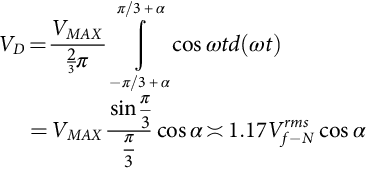 V_D = \frac{V_{MAX}}{\frac{2}{3}\pi} \int_{-\pi/3+\alpha}^{\pi/3+\alpha} \cos \omega t d(\omega t)
= V_{MAX} \frac{\sin \frac{\pi}{3}}{\frac{\pi}{3}} \cos \alpha ≍ 1.17 V_{f-N}^{rms} \cos \alpha